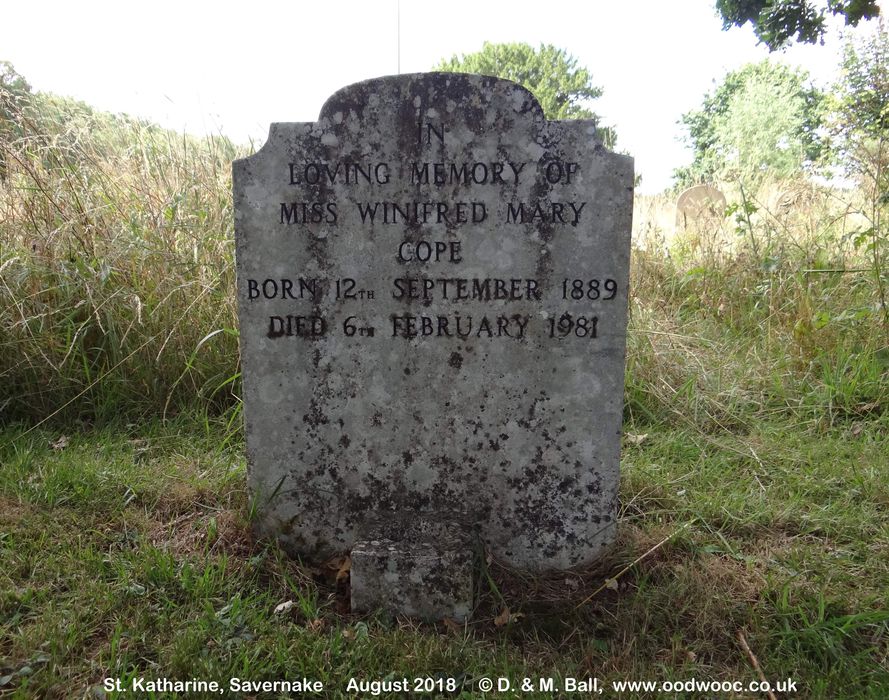 IN
LOVING MEMORY OF
MISS WINIFRED MARY
COPE
BORN 12TH SEPTEMBER 1889
DIED 6TH FEBRUARY 1981
St. Katharine, Savernake August 2018 © D. & M. Ball, www.oodwooc.co.uk